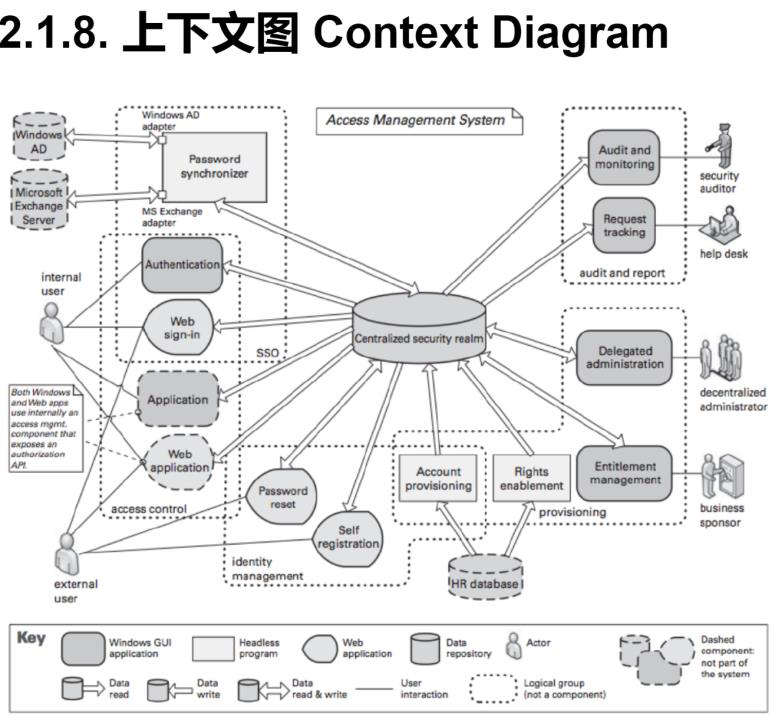 2.1.8. 上下文图 Context Diagram
Access Management System
Windows
AD
Windows AD
adapter
Password
synchronizer
Microsoft
Exchange
Server
MS Exchange
adapter
Audit and
monitoring
security
auditor
Request
tracking
help desk
audit and report
internal
user
Authentication
Web
sign-in
SSO
Centralized security realm
Delegated
administration
decentralized
administrator
Both Windows
and Web apps
use internally an
access mgmt.
component that
exposes an
authorization
API.
Application
Web
application
access control
Password
reset
Self
registration
identity
management
Account
provisioning
Rights
enablement
provisioning
Entitlement
management
business
sponsor
HR database
external
user
Key
Windows GUI
application
Headless
program
Web
application
Data
repository
Actor
Dashed
component:
not part of
the system
Data
read
Data
write
Data
read & write
User
interaction
Logical group
(not a component)